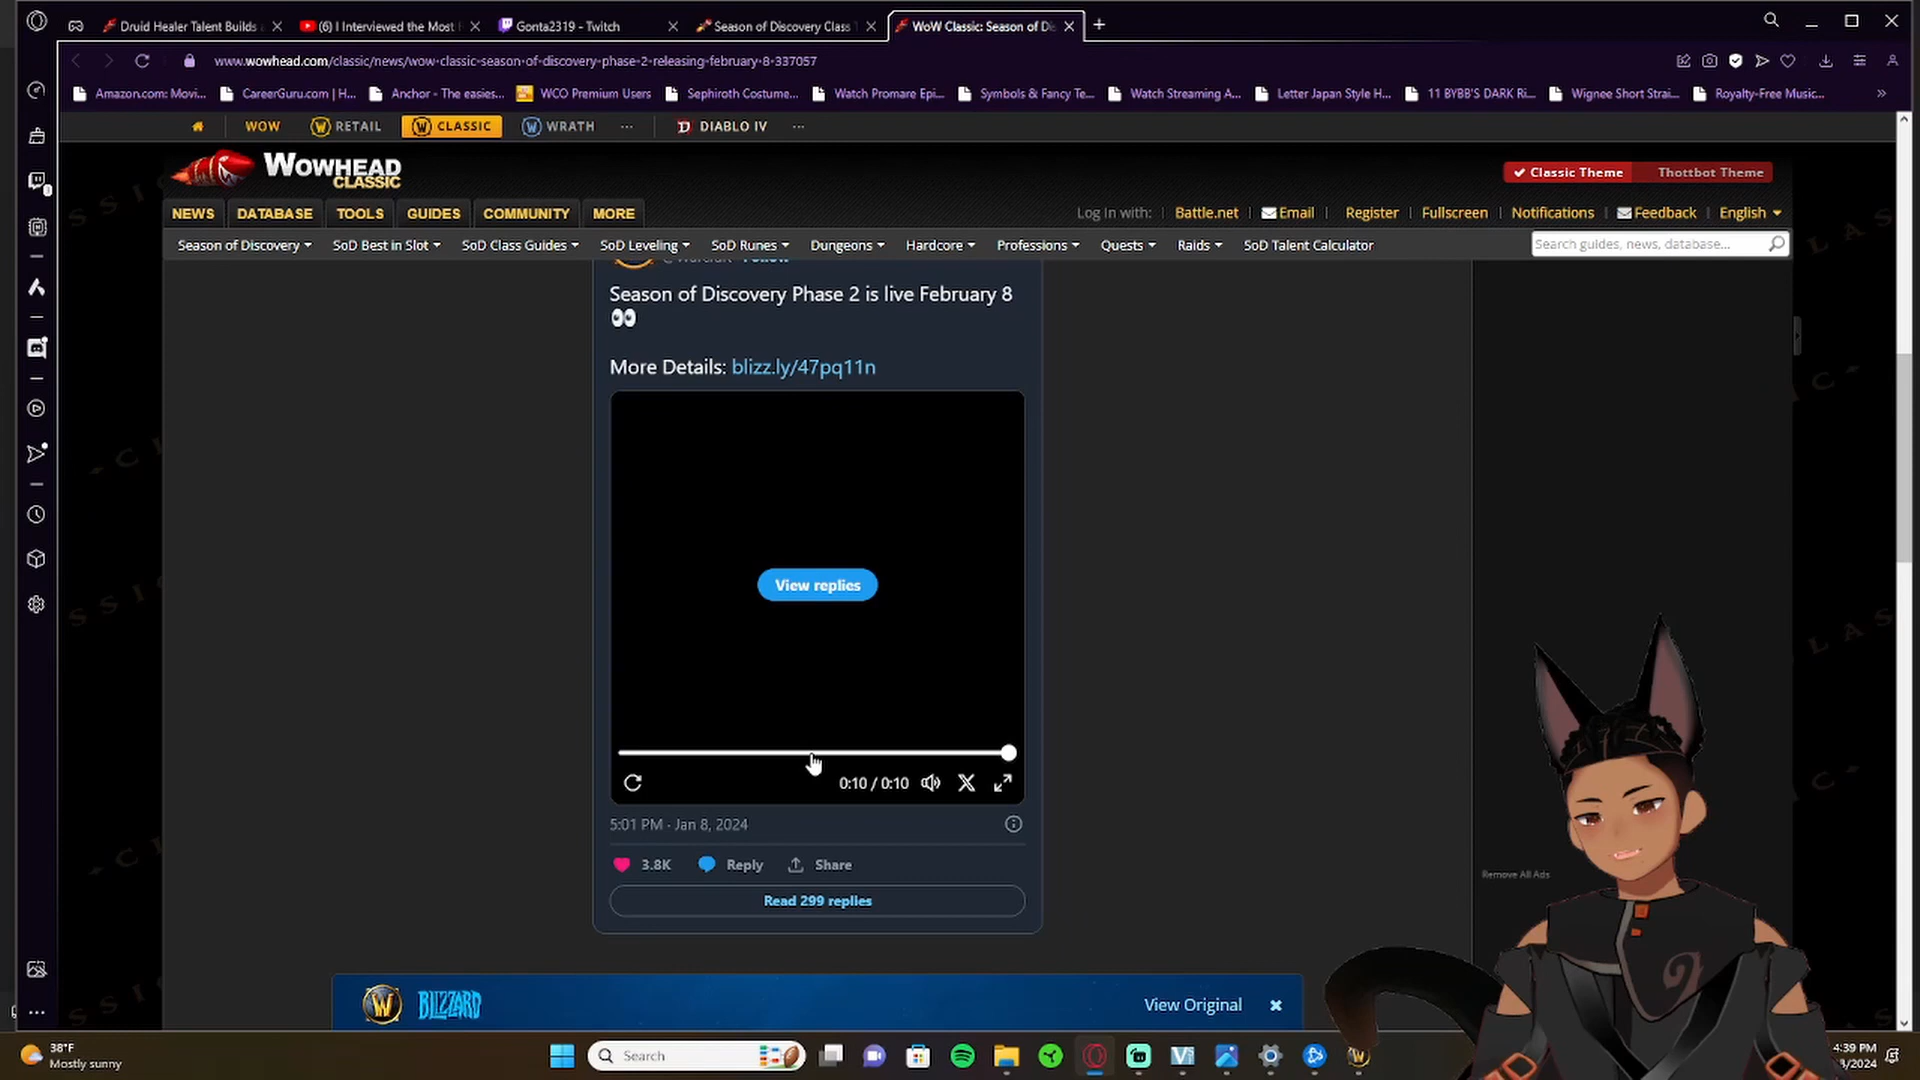 Druid Healer Talent Builds
(6) I Interviewed the Most
Gonta2319 - Twitch
Season of Discovery Class
WoW Classic: Season of Di
www.wowhead.com/classic/news/wow-classic-season-of-discovery-phase-2-releasing-february-8-337057
Amazon.com: Movi...
CareerGuru.com | H...
Anchor - The easies...
WCO Premium Users
Sephiroth Costume...
Watch Promare Epi...
Symbols & Fancy Te...
Watch Streaming A...
Letter Japan Style H...
11 BYBB'S DARK Ri...
Wignee Short Strai...
Royalty-Free Music...
WOW RETAIL CLASSIC WRATH ... DIABLO IV ...
WOWHEAD
CLASSIC
Classic Theme Thottbot Theme
NEWS DATABASE TOOLS GUIDES COMMUNITY MORE
Log in with: Battle.net Email Register Fullscreen Notifications Feedback English
Season of Discovery SoD Best in Slot SoD Class Guides SoD Leveling SoD Runes Dungeons Hardcore Professions Quests Raids SoD Talent Calculator
Search guides, news, database...
Season of Discovery Phase 2 is live February 8
👀
More Details: blizz.ly/47pq11n
View replies
0:10 / 0:10
5:01 PM · Jan 8, 2024
3.8K Reply Share
Read 299 replies
Remove All Ads
BLIZZARD
View Original
38°F
Mostly sunny
Search
4:39 PM